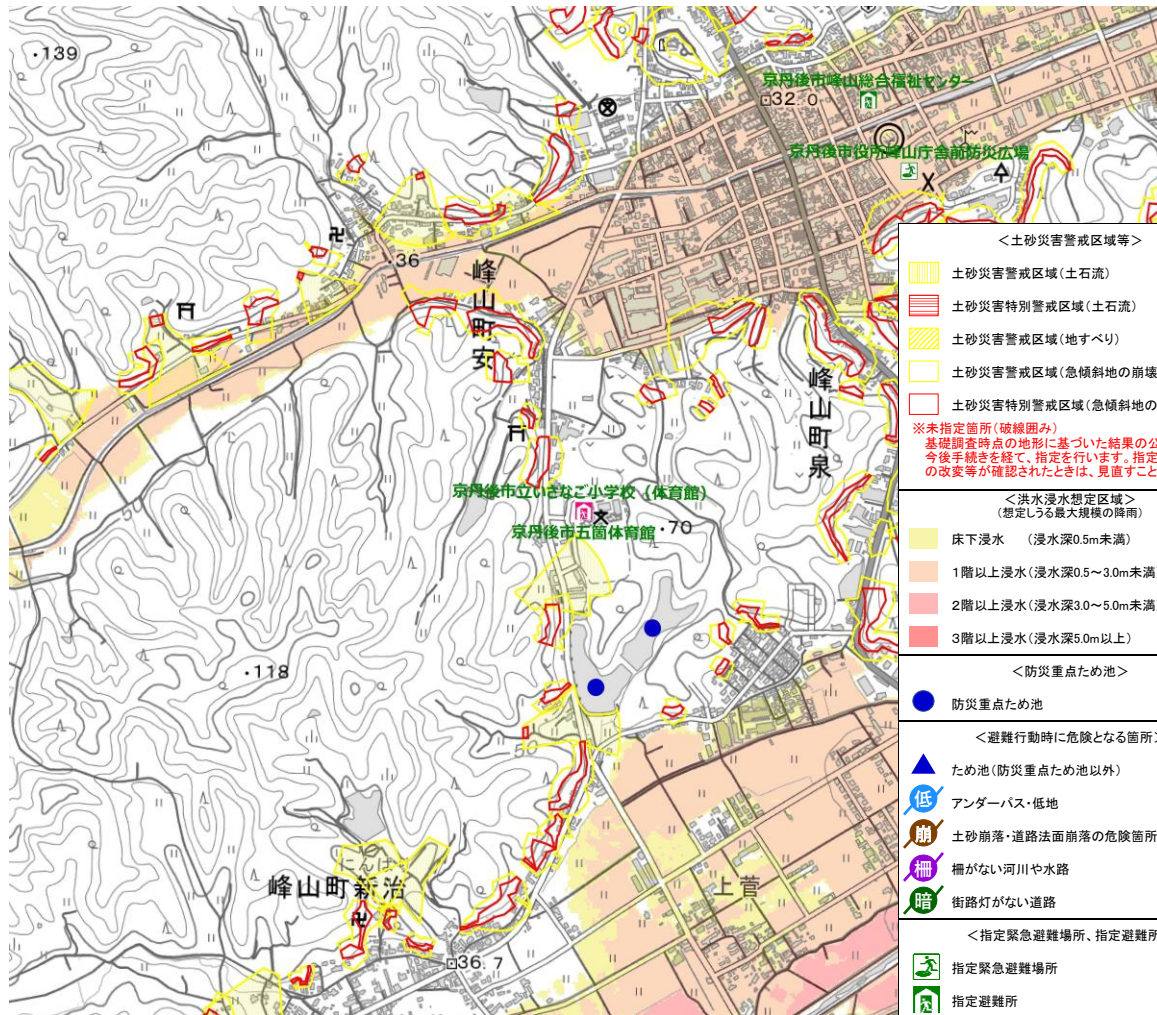 ・139
京丹後市峰山総合福祉センター
32.0
京丹後市役所峰山庁舎前防災広場
・36
峰山町安
峰山町泉
京丹後市立いさなご小学校（体育館）
京丹後市五箇体育館
・70
・118
峰山町新治
上菅
36.7
＜土砂災害警戒区域等＞
土砂災害警戒区域（土石流）
土砂災害特別警戒区域（土石流）
土砂災害警戒区域（地すべり）
土砂災害警戒区域（急傾斜地の崩壊
土砂災害特別警戒区域（急傾斜地の
※未指定箇所（破線囲み）
基礎調査時点の地形に基づいた結果の公
今後手続きを経て、指定を行います。指定
の改変等が確認されたときは、見直すこと
＜洪水浸水想定区域＞
（想定しうる最大規模の降雨）
床下浸水　（浸水深0.5m未満）
1階以上浸水（浸水深0.5～3.0m未満
2階以上浸水（浸水深3.0～5.0m未満
3階以上浸水（浸水深5.0m以上）
＜防災重点ため池＞
防災重点ため池
＜避難行動時に危険となる箇所＞
ため池（防災重点ため池以外）
低 アンダーパス・低地
崩 土砂崩落・道路法面崩落の危険箇所
柵 柵がない河川や水路
暗 街路灯がない道路
＜指定緊急避難場所、指定避難所
指定緊急避難場所
指定避難所